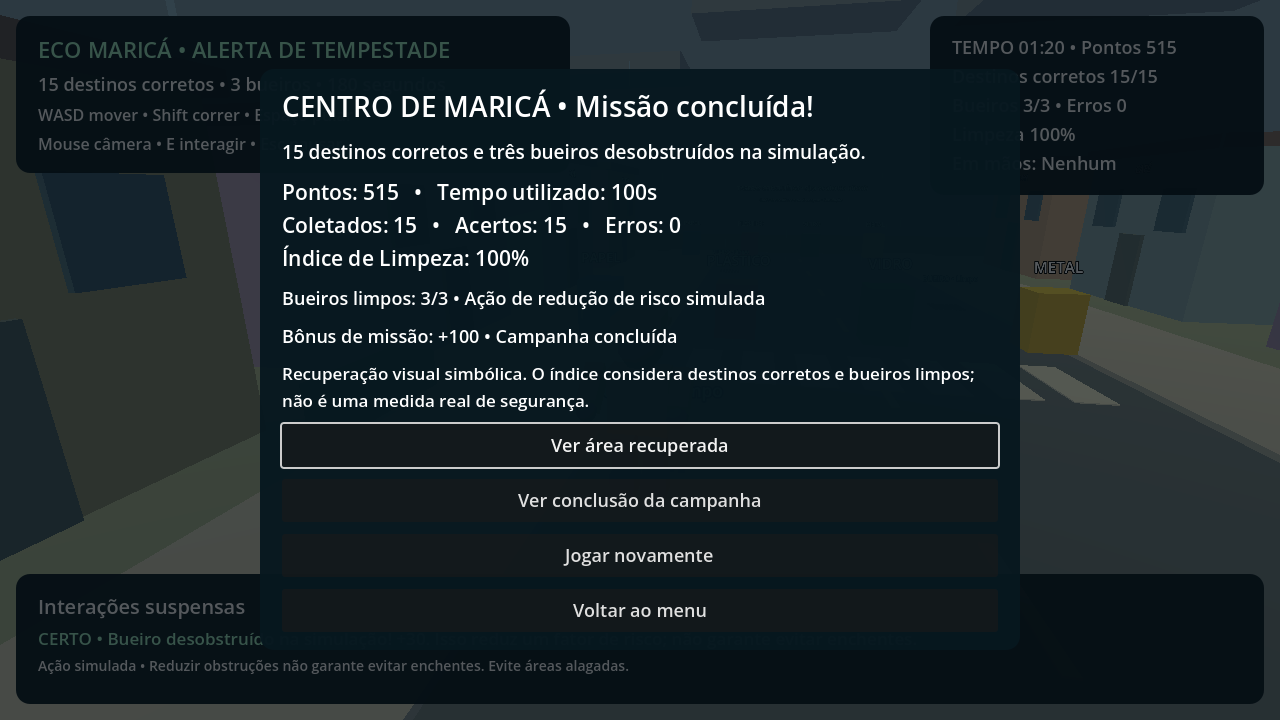 ECO MARICÁ • ALERTA DE TEMPESTADE
15 destinos corretos • 3
WASD mover • Shift correr •
Mouse câmera • E interagir •
TEMPO 01:20 • Pontos 515
corretos 15/15
3/3 • Erros 0
100%
Nenhum
CENTRO DE MARICÁ • Missão concluída!
15 destinos corretos e três bueiros desobstruídos na simulação.
Pontos: 515 • Tempo utilizado: 100s
Coletados: 15 • Acertos: 15 • Erros: 0
Índice de Limpeza: 100%
Bueiros limpos: 3/3 • Ação de redução de risco simulada
Bônus de missão: +100 • Campanha concluída
Recuperação visual simbólica. O índice considera destinos corretos e bueiros limpos;
não é uma medida real de segurança.
Ver área recuperada
Ver conclusão da campanha
Jogar novamente
Voltar ao menu
METAL
Interações suspensas
CERTO • Bueiro
Ação simulada • Reduzir obstruções não garante evitar enchentes. Evite áreas alagadas.